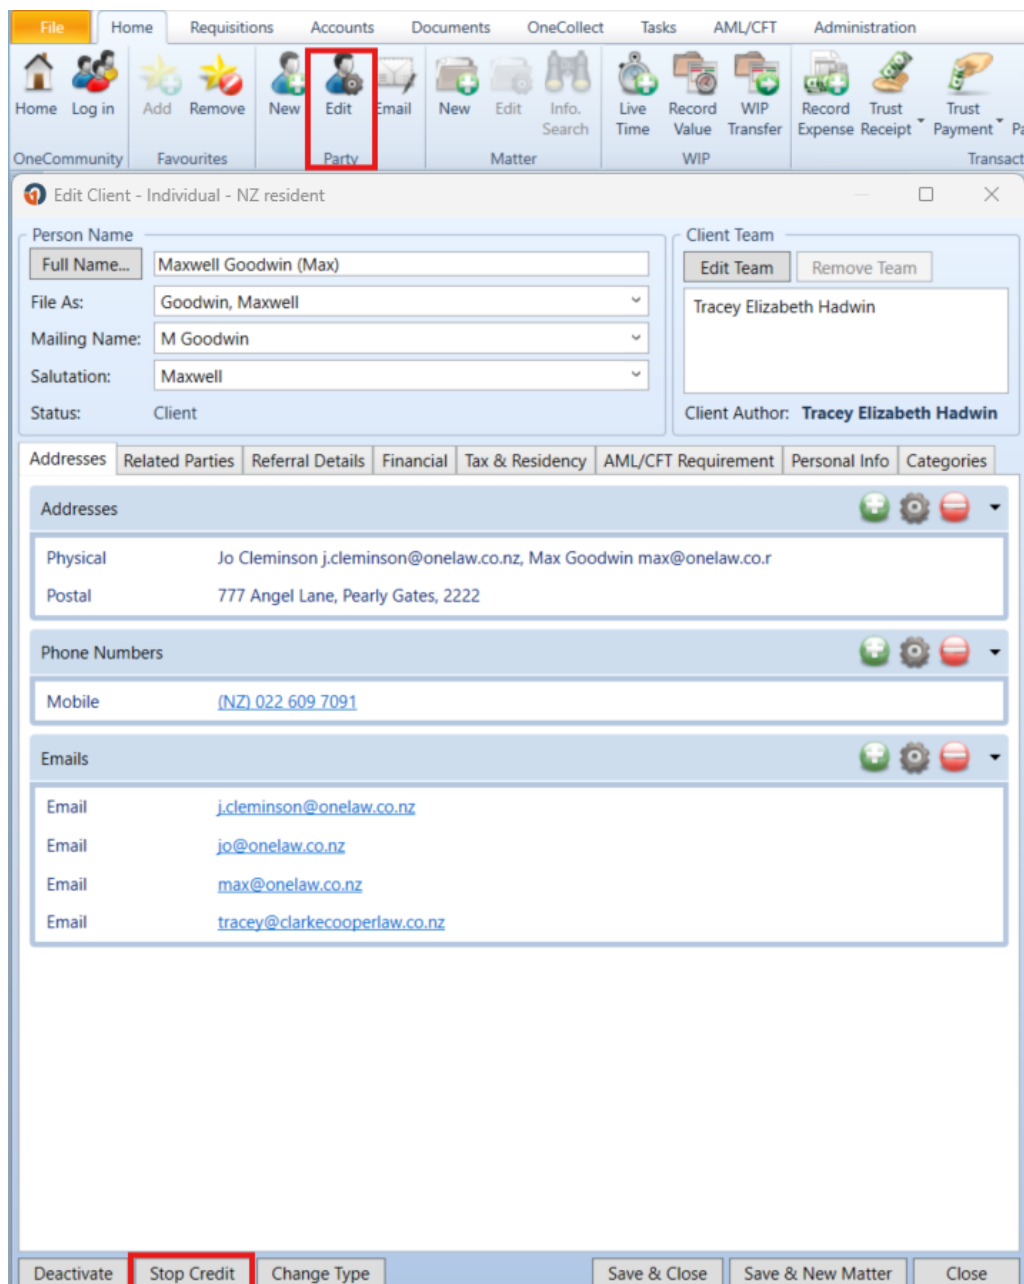 File Home Requisitions Accounts Documents OneCollect Tasks AML/CFT Administration
Home Log in Add Remove New Edit Email New Edit Info. Search Live Time Record Value WIP Transfer Record Expense Trust Receipt Trust Payment
OneCommunity Favourites Party Matter WIP
Edit Client - Individual - NZ resident
Person Name
Full Name... Maxwell Goodwin (Max)
File As: Goodwin, Maxwell
Mailing Name: M Goodwin
Salutation: Maxwell
Status: Client
Client Team
Edit Team Remove Team
Tracey Elizabeth Hadwin
Client Author: Tracey Elizabeth Hadwin
Addresses Related Parties Referral Details Financial Tax & Residency AML/CFT Requirement Personal Info Categories
Addresses
Physical Jo Cleminson j.cleminson@onelaw.co.nz, Max Goodwin max@onelaw.co.r
Postal 777 Angel Lane, Pearly Gates, 2222
Phone Numbers
Mobile (NZ) 022 609 7091
Emails
Email j.cleminson@onelaw.co.nz
Email jo@onelaw.co.nz
Email max@onelaw.co.nz
Email tracey@clarkecooperlaw.co.nz
Deactivate Stop Credit Change Type Save & Close Save & New Matter Close